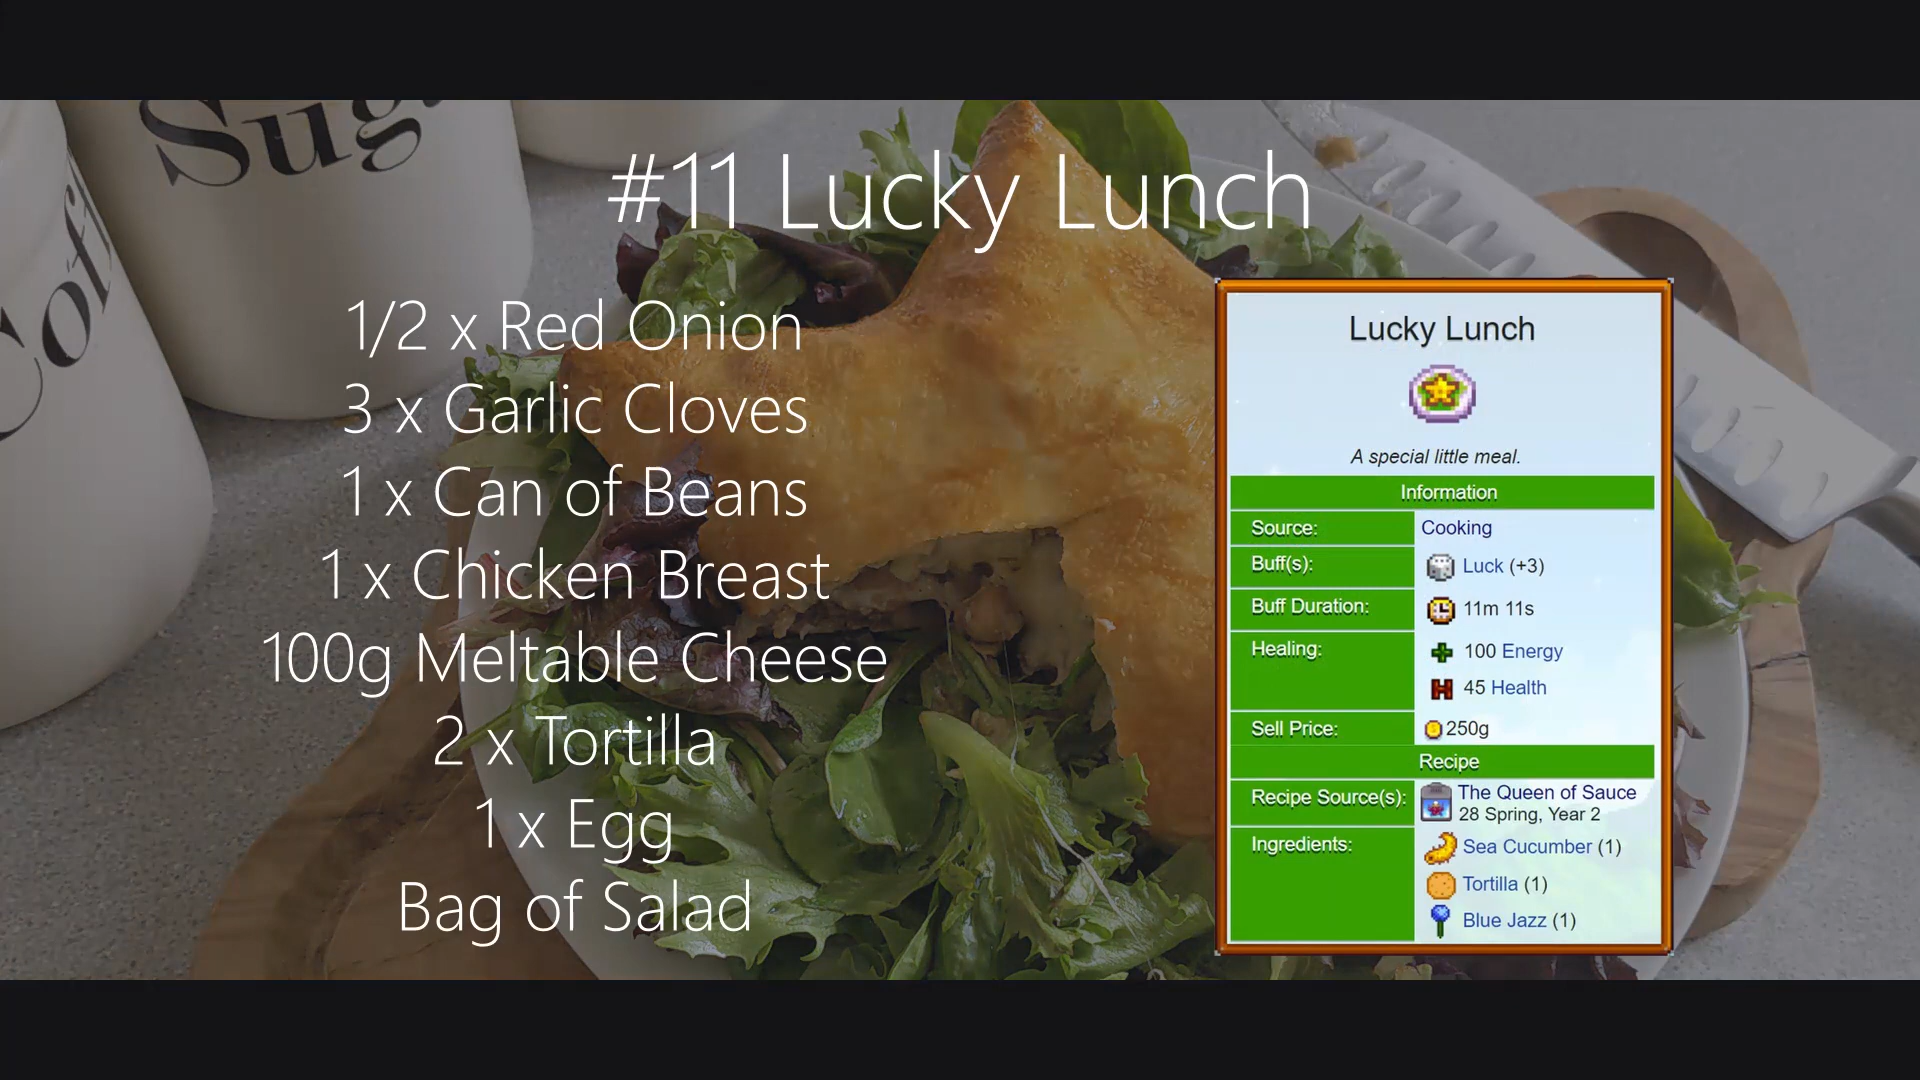 Sug
Coff
#11 Lucky Lunch
1/2 x Red Onion
3 x Garlic Cloves
1 x Can of Beans
1 x Chicken Breast
100g Meltable Cheese
2 x Tortilla
1 x Egg
Bag of Salad
Lucky Lunch
A special little meal.
Information
Source: Cooking
Buff(s): Luck (+3)
Buff Duration: 11m 11s
Healing: 100 Energy
45 Health
Sell Price: 250g
Recipe
Recipe Source(s): The Queen of Sauce
28 Spring, Year 2
Ingredients: Sea Cucumber (1)
Tortilla (1)
Blue Jazz (1)